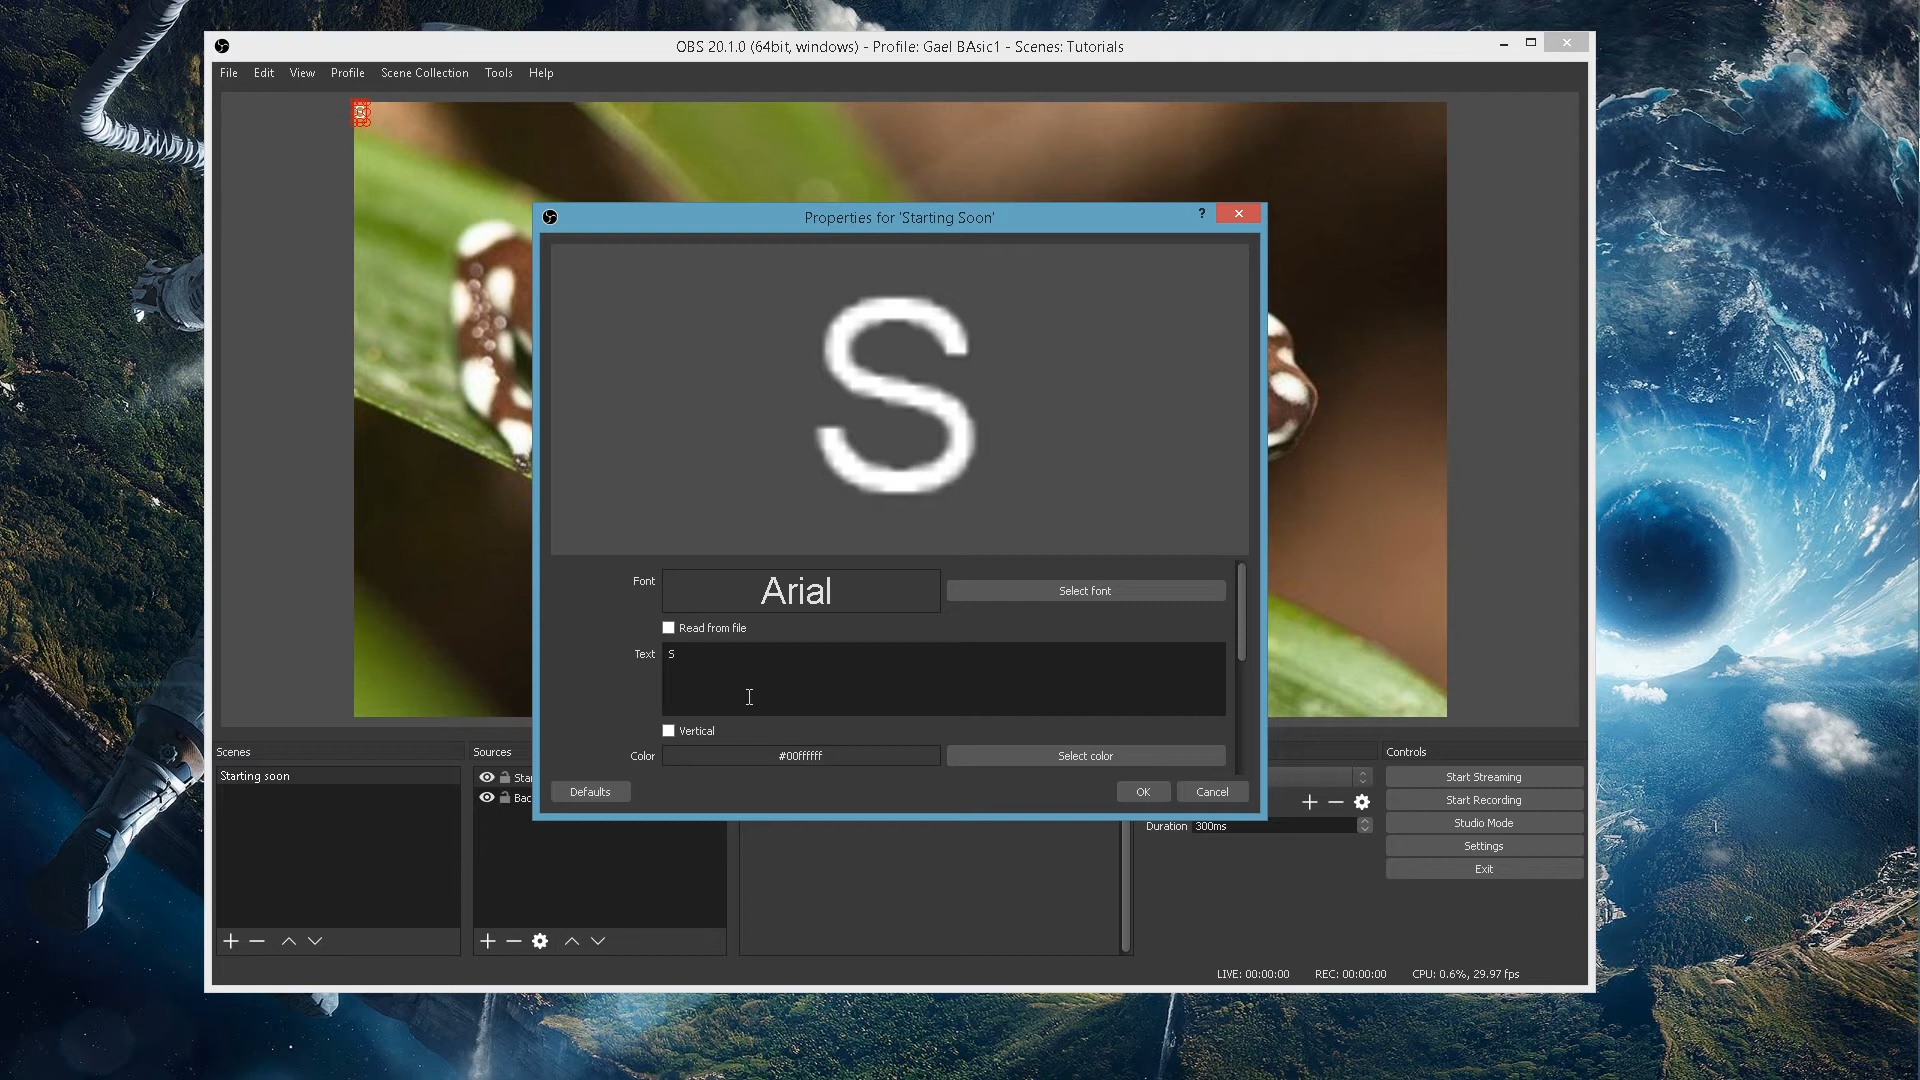 OBS 20.1.0 (64bit, windows) - Profile: Gael BAsic1 - Scenes: Tutorials
File Edit View Profile Scene Collection Tools Help
S
Properties for 'Starting Soon'
?
S
Font Arial Select font
Read from file
Text S
Vertical
Color #00ffffff Select color
Defaults OK Cancel
Scenes
Starting soon
Sources
Star
Bac
Duration 300ms
Controls
Start Streaming
Start Recording
Studio Mode
Settings
Exit
LIVE: 00:00:00 REC: 00:00:00 CPU: 0.6%, 29.97 fps